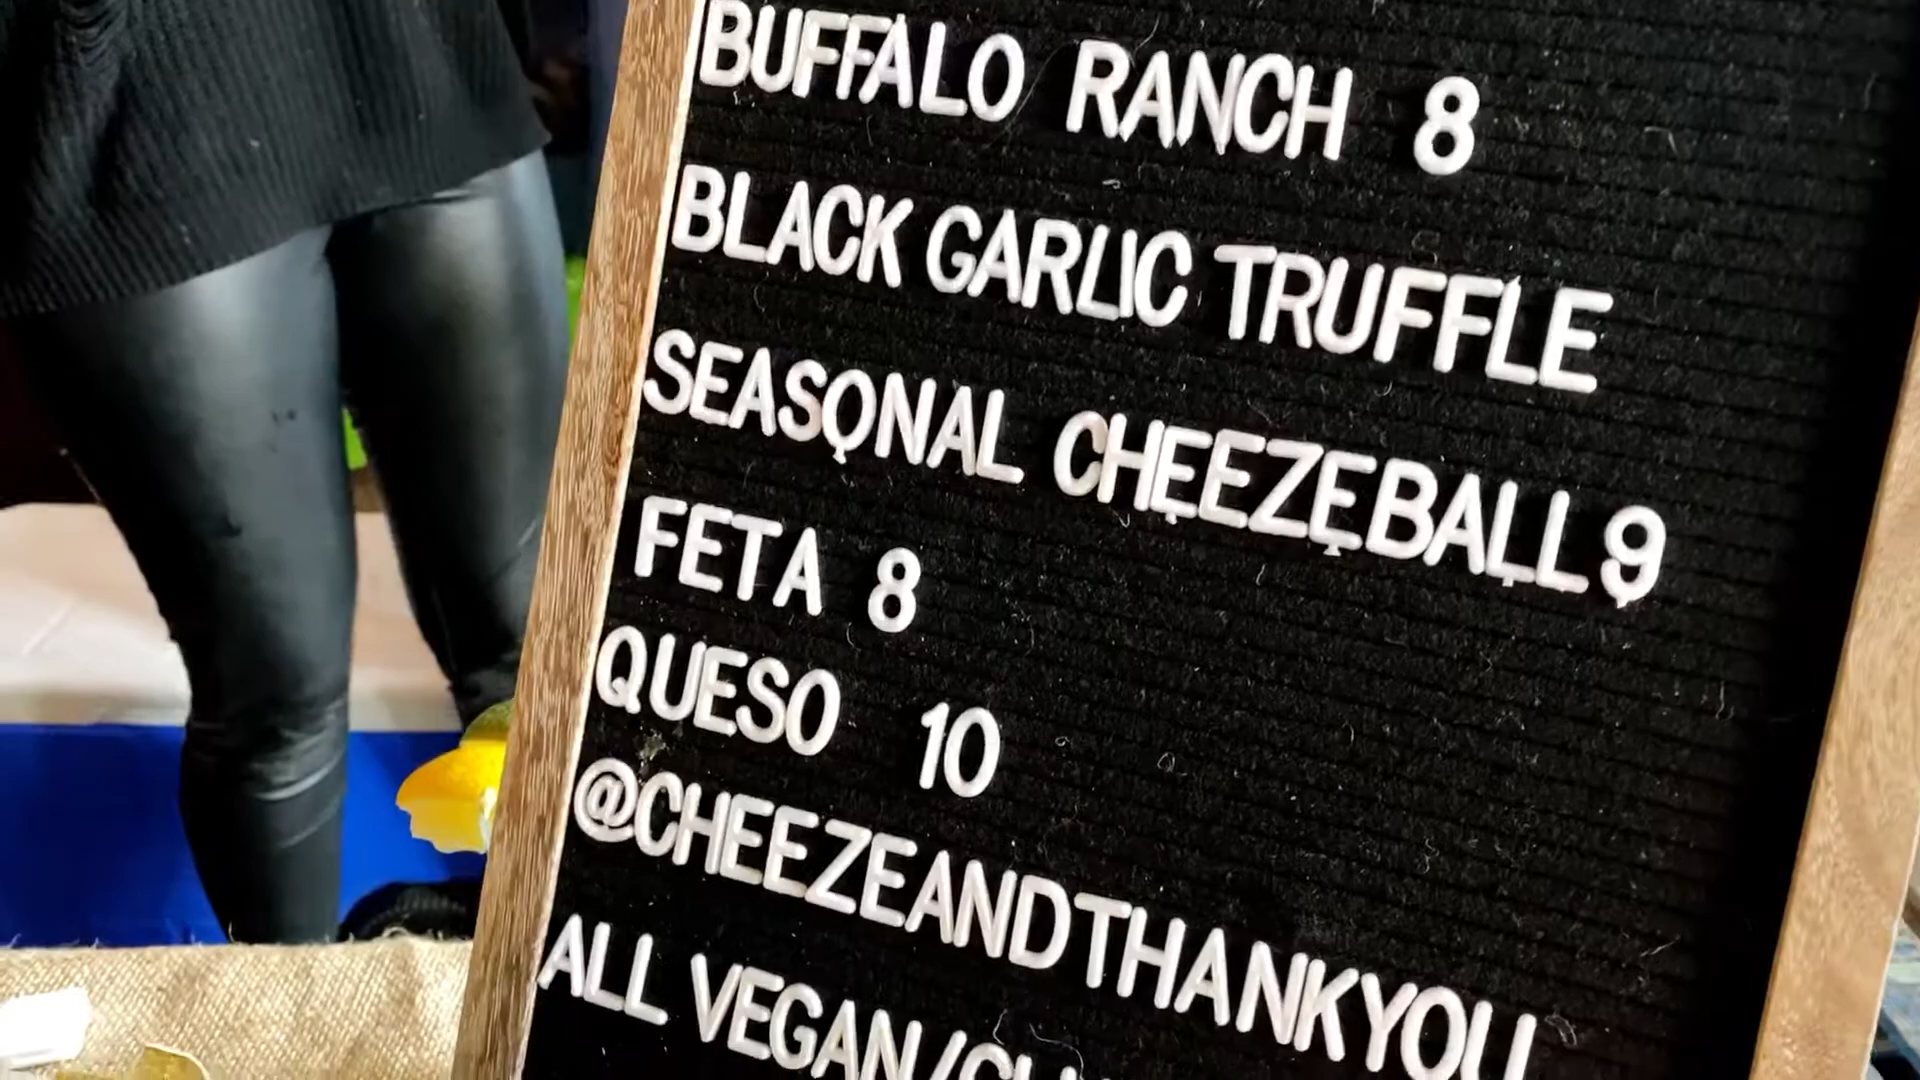 BUFFALO RANCH 8
BLACK GARLIC TRUFFLE
SEASONAL CHEEZEBALL 9
FETA 8
QUESO 10
@CHEEZEANDTHANKYOU
ALL VEGAN/